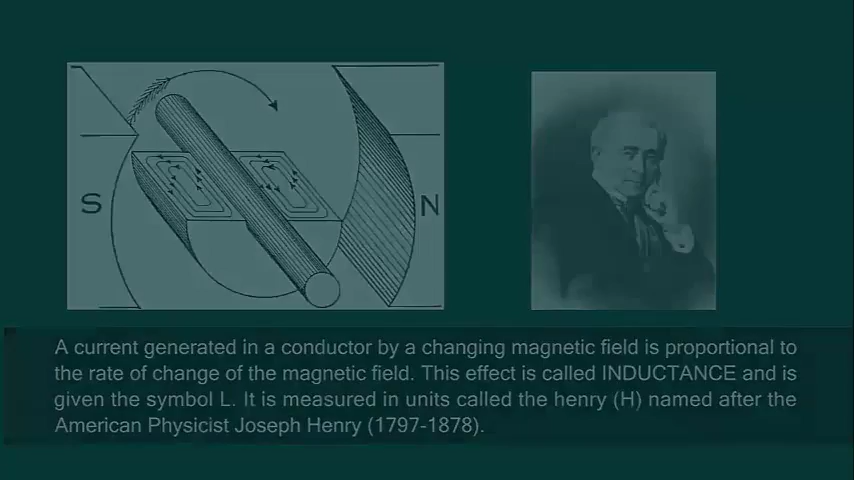 S
N
A current generated in a conductor by a changing magnetic field is proportional to
the rate of change of the magnetic field. This effect is called INDUCTANCE and is
given the symbol L. It is measured in units called the henry (H) named after the
American Physicist Joseph Henry (1797-1878).